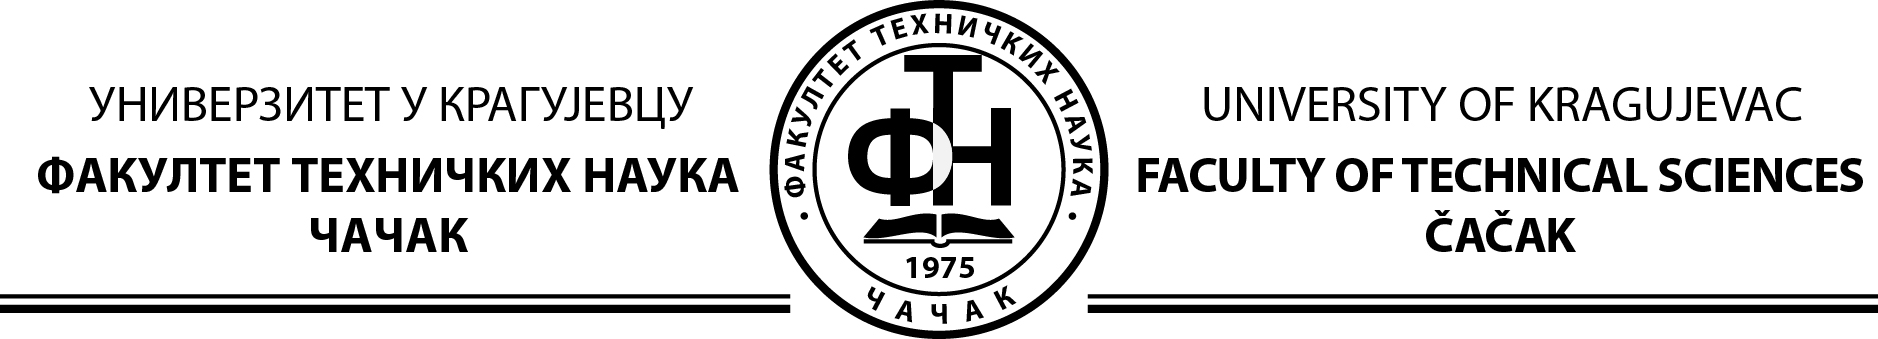 УНИВЕРЗИТЕТ У КРАГУЈЕВЦУ
ФАКУЛТЕТ ТЕХНИЧКИХ НАУКА
ЧАЧАК
· ФАКУЛТЕТ ТЕХНИЧКИХ НАУКА ·
ФТН
1975
ЧАЧАК
UNIVERSITY OF KRAGUJEVAC
FACULTY OF TECHNICAL SCIENCES
ČAČAK